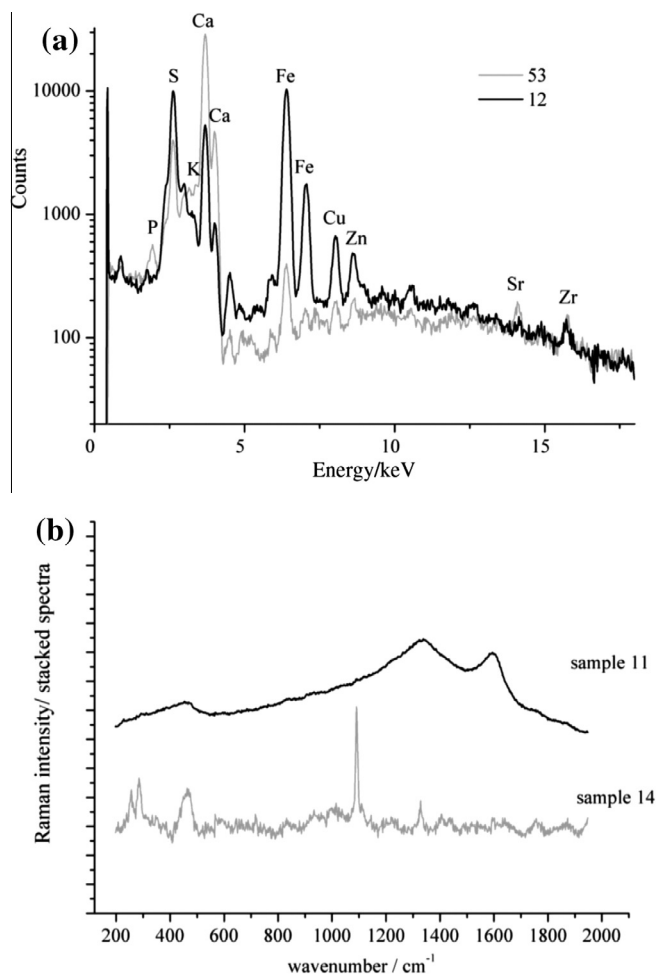 (a)
Ca
53
12
S
Fe
10000
Ca
K
Fe
Counts
1000
P
Cu
Zn
Sr
Zr
100
0 5 10 15
Energy/keV
(b)
Raman intensity/ stacked spectra
sample 11
sample 14
200 400 600 800 1000 1200 1400 1600 1800 2000
wavenumber / cm-1